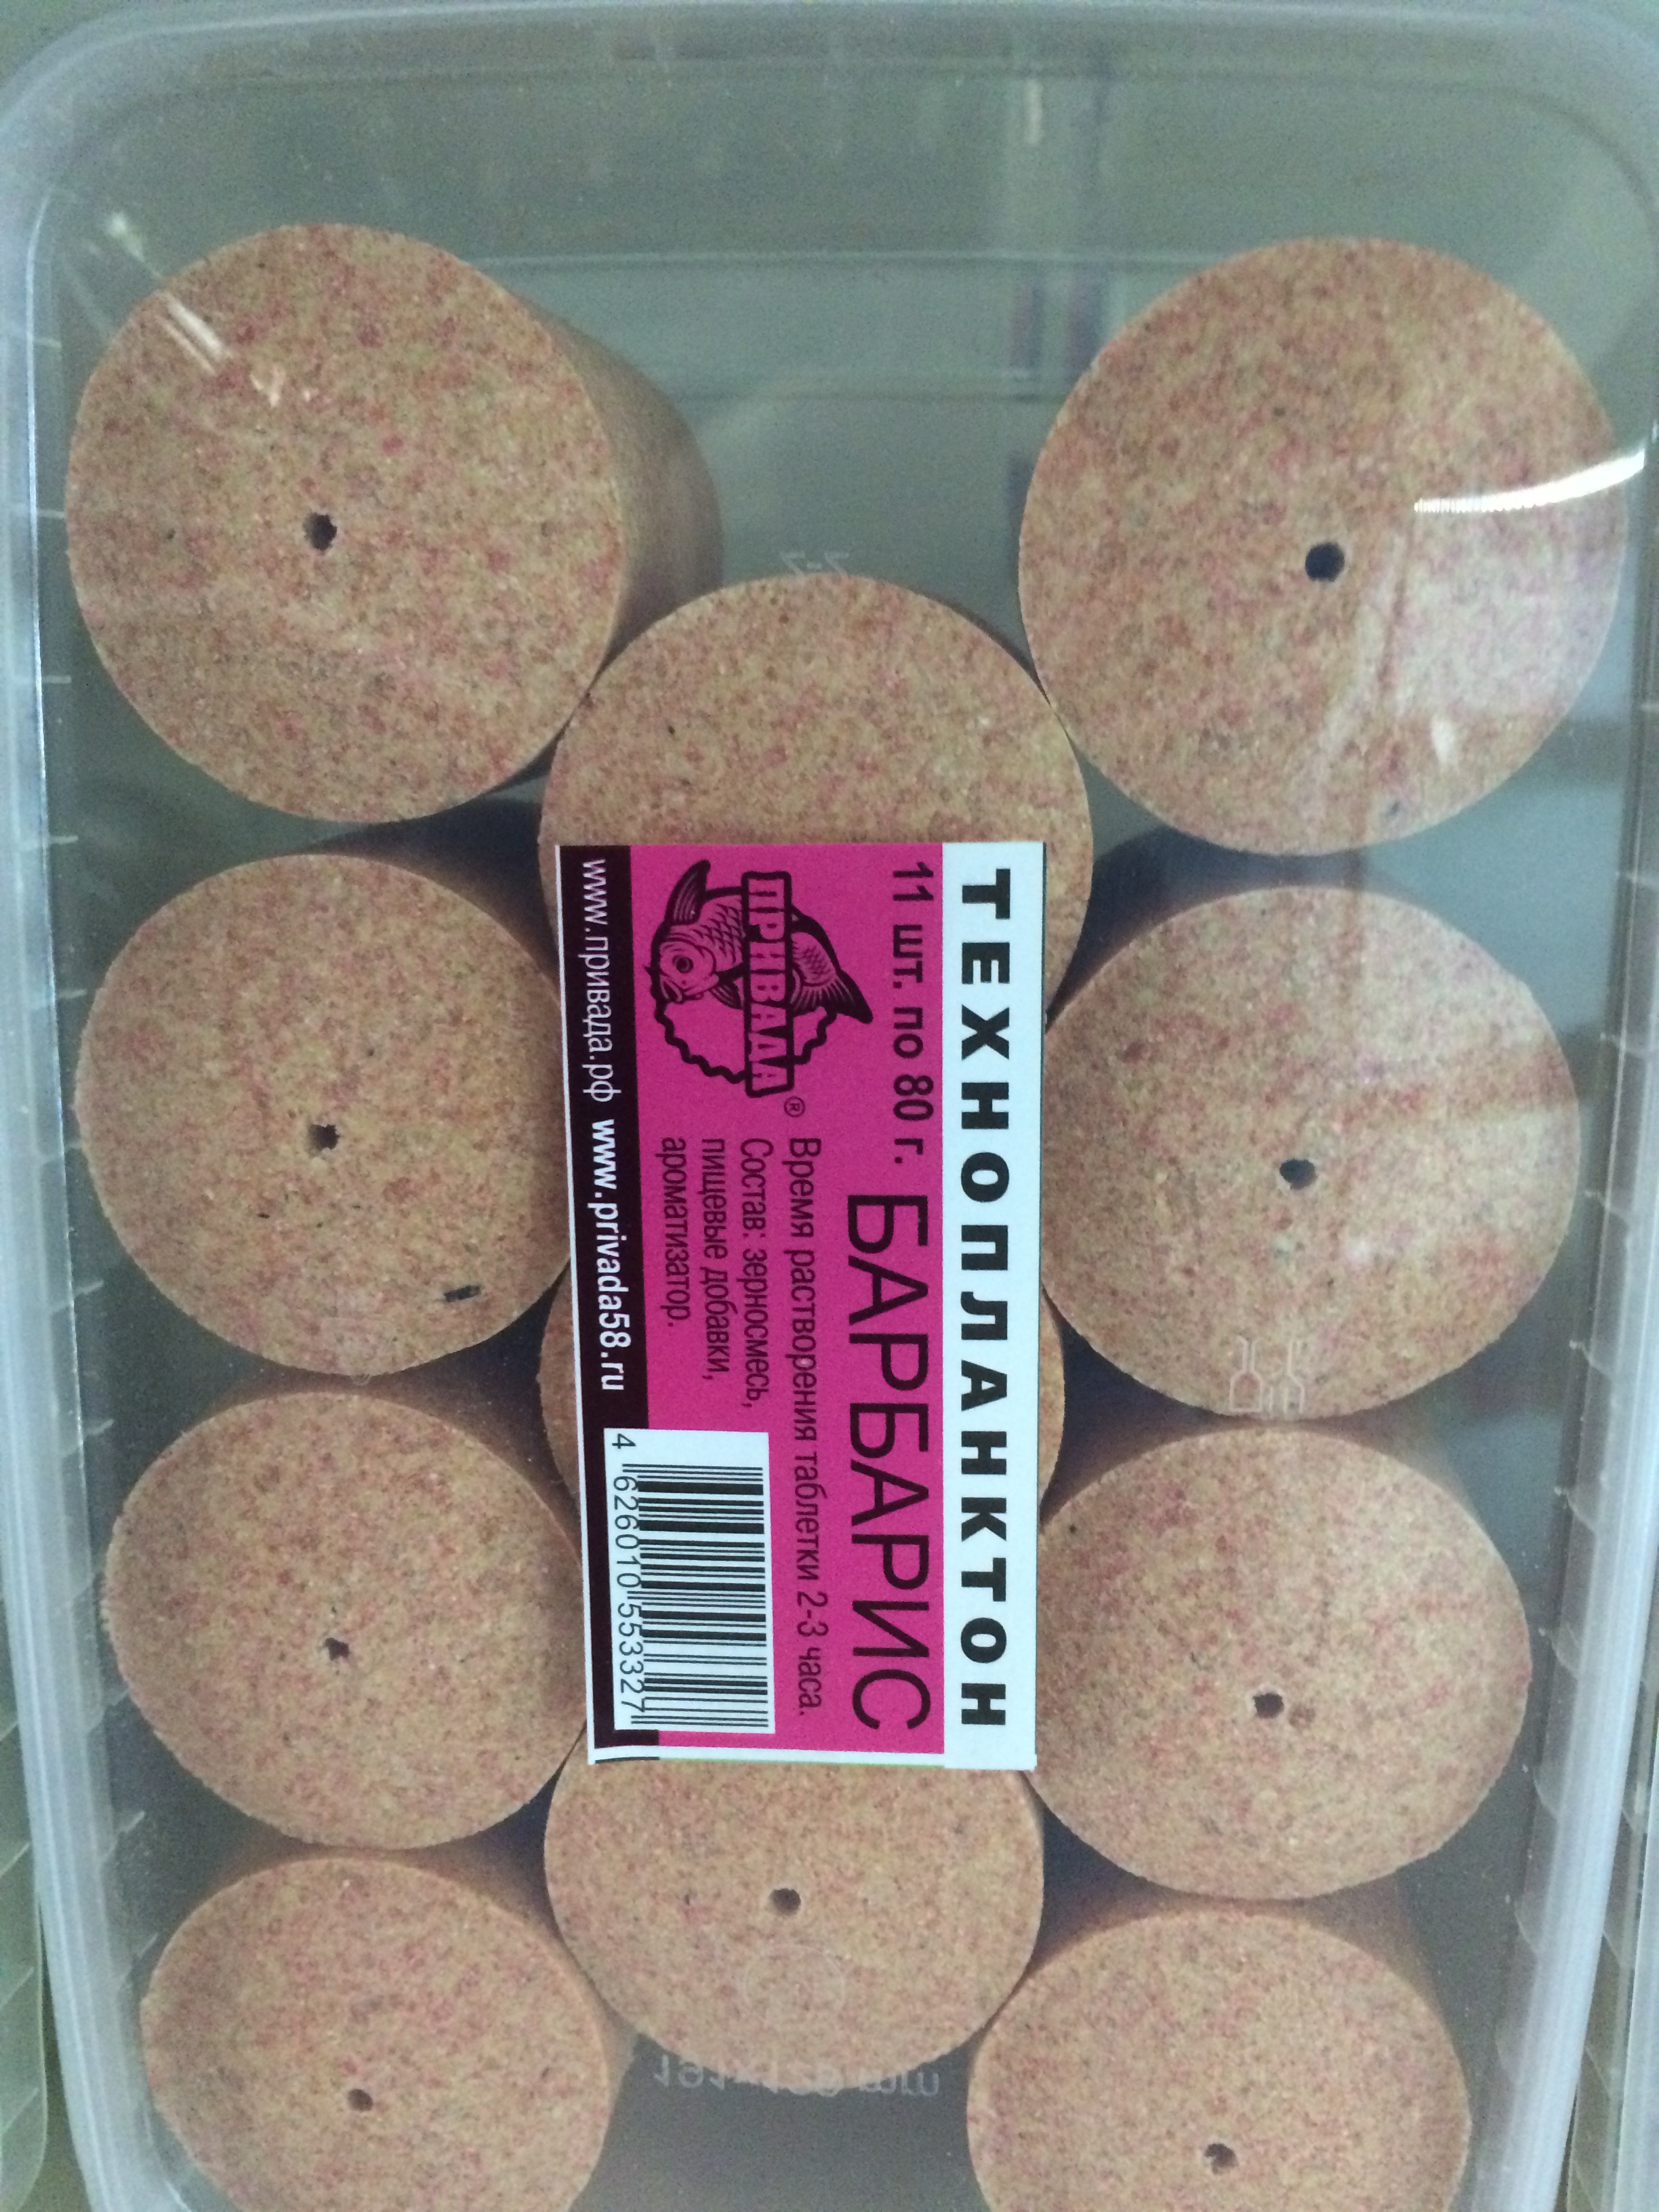 ТЕХНОПЛАНКТОН
11 шт. по 80 г. БАРБАРИС
ПРИВАДА®
Время растворения таблетки 2-3 часа.
Состав: зерносмесь,
пищевые добавки,
ароматизатор.
www.привада.рф www.privada58.ru
4 626010 553327